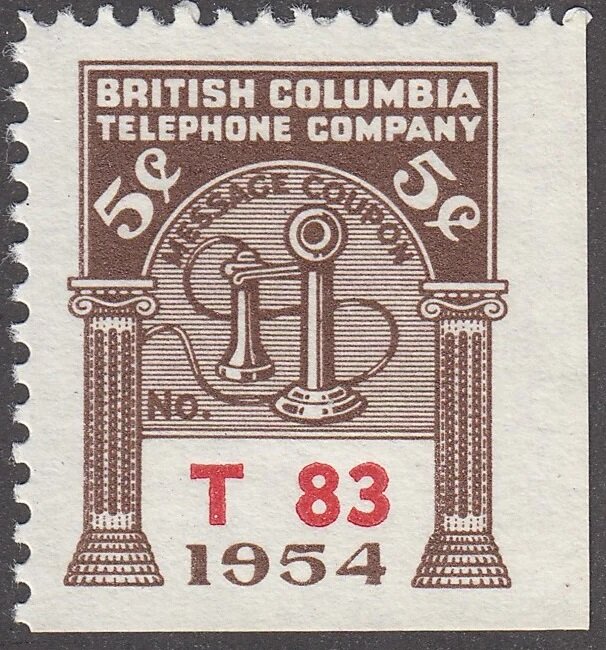 BRITISH COLUMBIA
TELEPHONE COMPANY
5¢ 5¢
MESSAGE COUPON
No.
T 83
1954